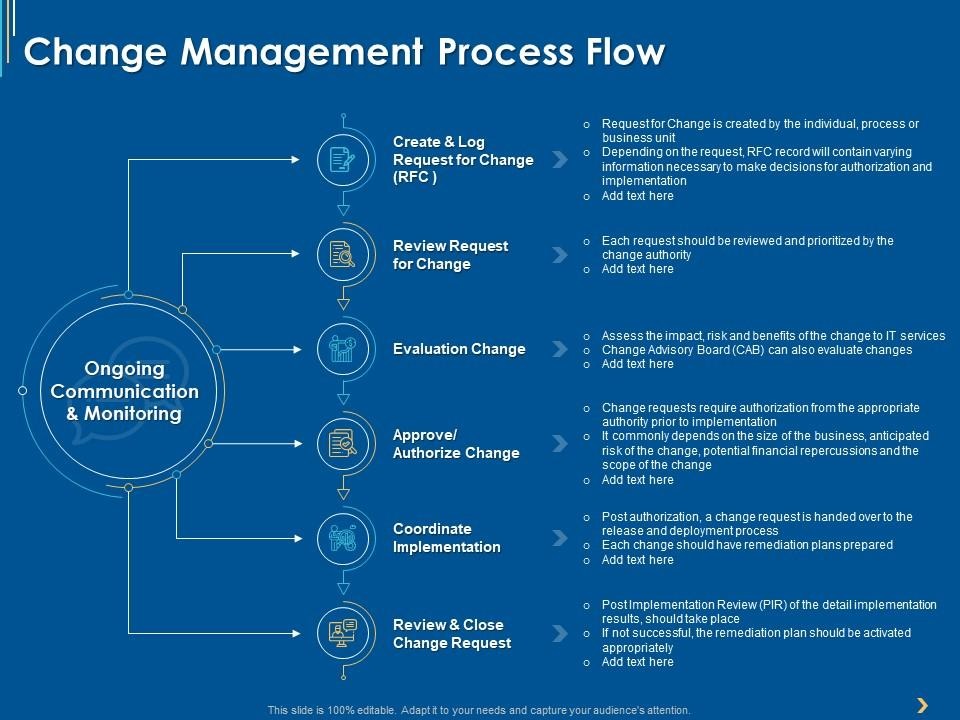 Change Management Process Flow
Ongoing
Communication
& Monitoring
Create & Log
Request for Change
(RFC )
o Request for Change is created by the individual, process or
business unit
o Depending on the request, RFC record will contain varying
information necessary to make decisions for authorization and
implementation
o Add text here
Review Request
for Change
o Each request should be reviewed and prioritized by the
change authority
o Add text here
Evaluation Change
o Assess the impact, risk and benefits of the change to IT services
o Change Advisory Board (CAB) can also evaluate changes
o Add text here
Approve/
Authorize Change
o Change requests require authorization from the appropriate
authority prior to implementation
o It commonly depends on the size of the business, anticipated
risk of the change, potential financial repercussions and the
scope of the change
o Add text here
Coordinate
Implementation
o Post authorization, a change request is handed over to the
release and deployment process
o Each change should have remediation plans prepared
o Add text here
Review & Close
Change Request
o Post Implementation Review (PIR) of the detail implementation
results, should take place
o If not successful, the remediation plan should be activated
appropriately
o Add text here
This slide is 100% editable. Adapt it to your needs and capture your audience's attention.